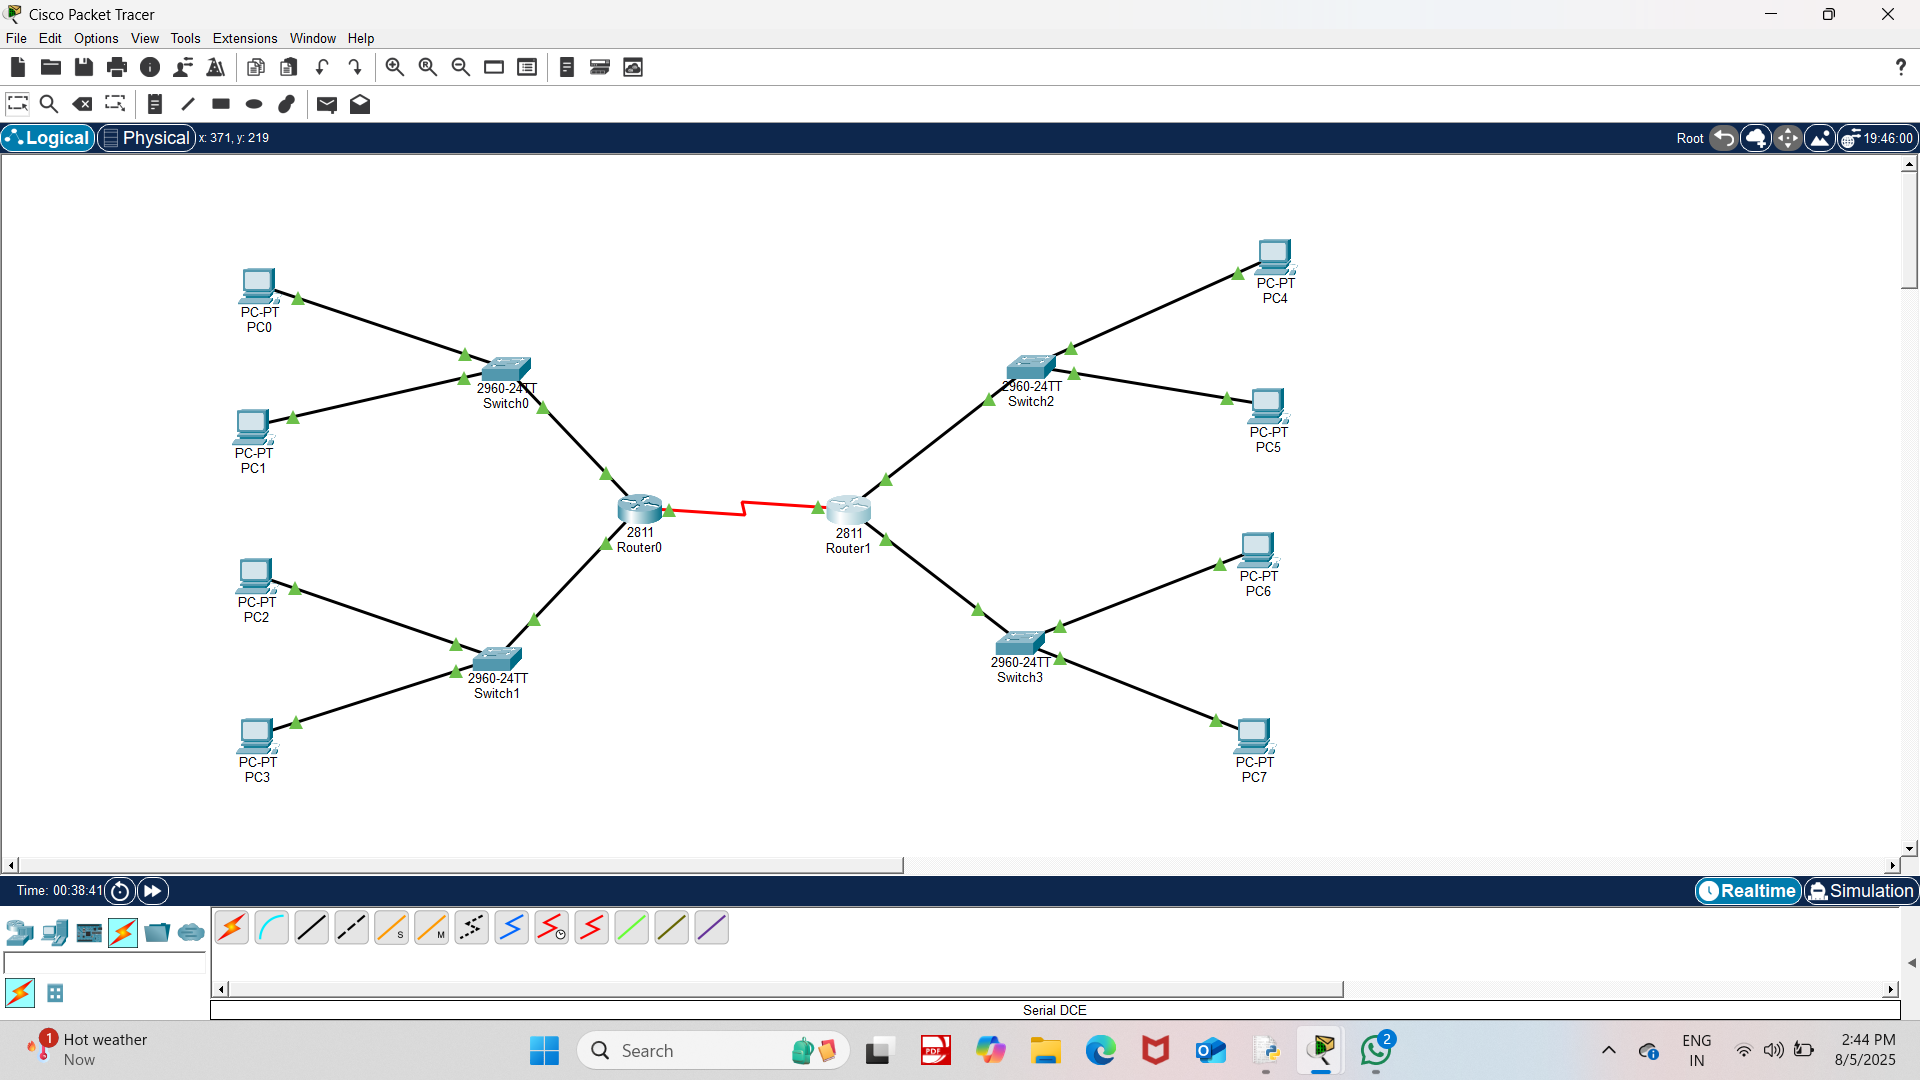 Cisco Packet Tracer
File Edit Options View Tools Extensions Window Help
?
Logical Physical x: 371, y: 219 Root 19:46:00
PC-PT
PC4
PC-PT
PC0
2960-24TT
Switch0
2960-24TT
Switch2
PC-PT
PC1
PC-PT
PC5
2811
Router0
2811
Router1
PC-PT
PC2
PC-PT
PC6
2960-24TT
Switch1
2960-24TT
Switch3
PC-PT
PC3
PC-PT
PC7
Time: 00:38:41 Realtime Simulation
S M
Serial DCE
1 Hot weather
Now
Search
PDF
2
ENG
IN
2:44 PM
8/5/2025